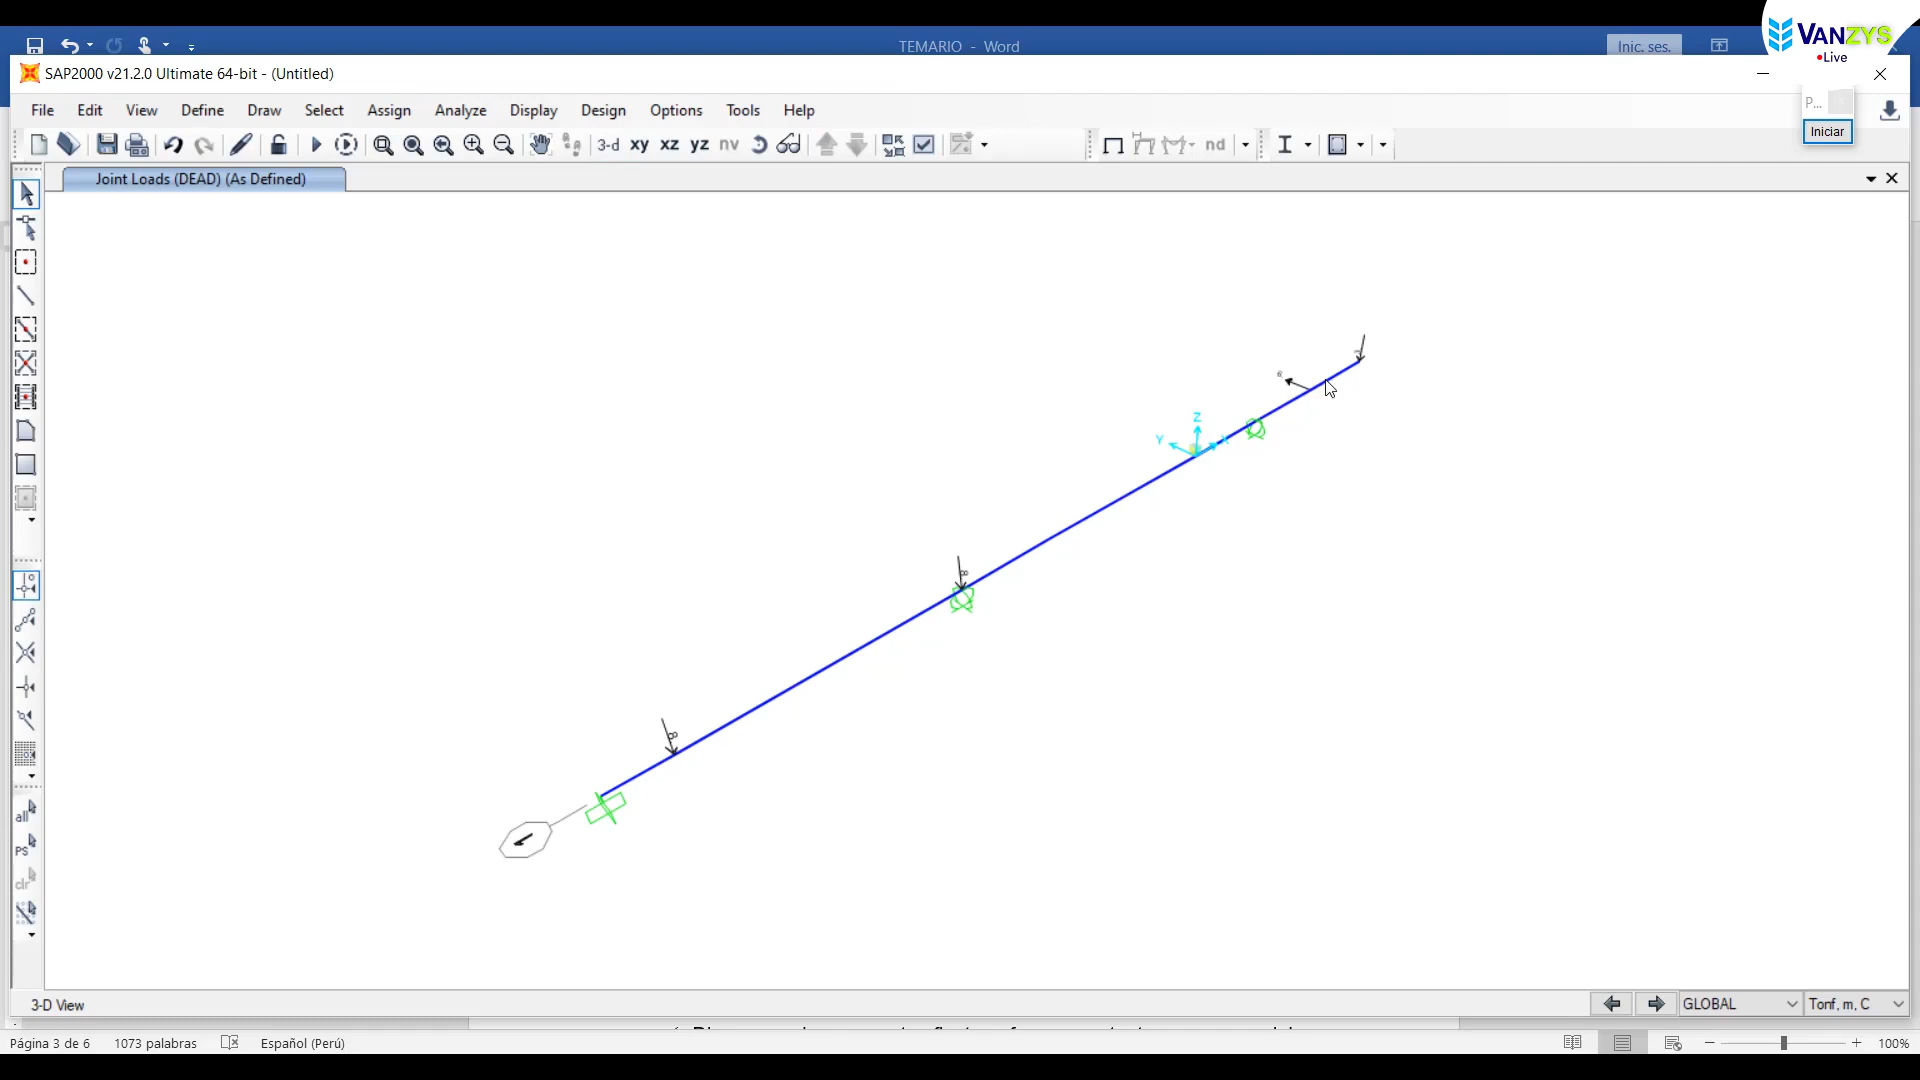 TEMARIO - Word
Inic. ses.
VANZYS
Live
SAP2000 v21.2.0 Ultimate 64-bit - (Untitled)
File Edit View Define Draw Select Assign Analyze Display Design Options Tools Help
P...
Iniciar
3-d xy xz yz nv nd
Joint Loads (DEAD) (As Defined)
Z
Y X
8
8
all
PS
clr
3-D View
GLOBAL
Tonf, m, C
Página 3 de 6 1073 palabras Español (Perú)
100%